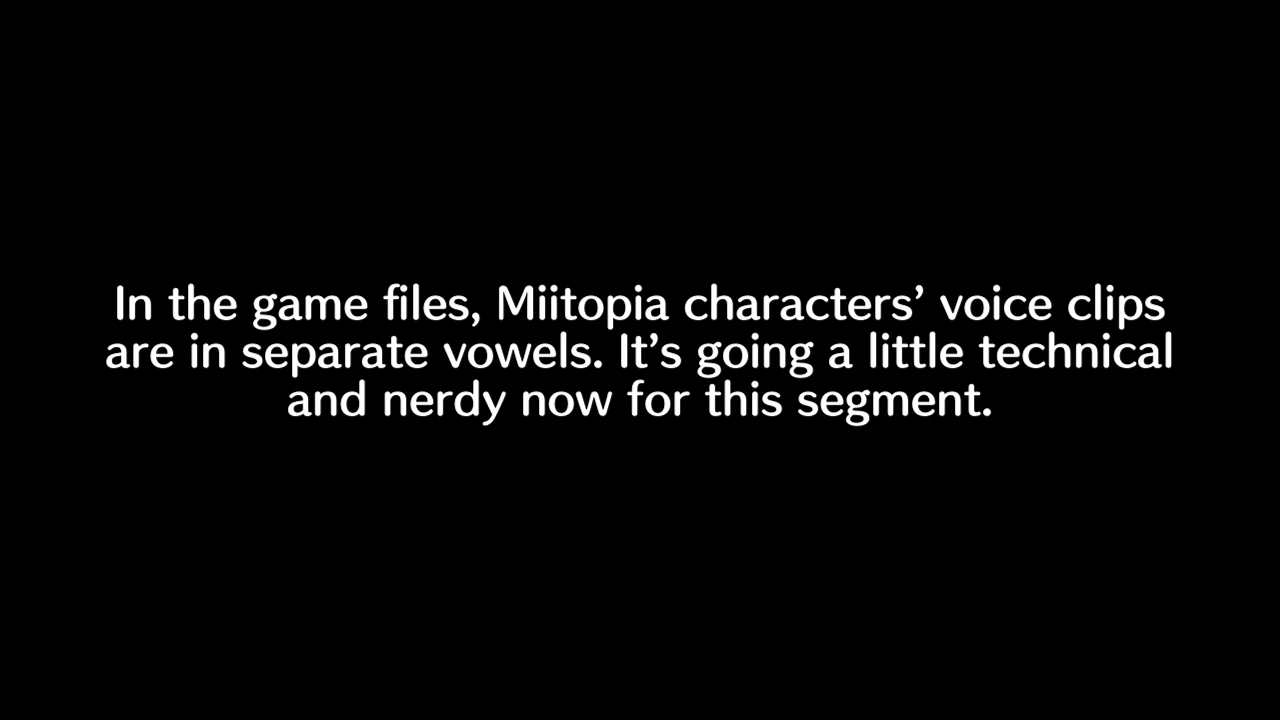 In the game files, Miitopia characters’ voice clips
are in separate vowels. It’s going a little technical
and nerdy now for this segment.